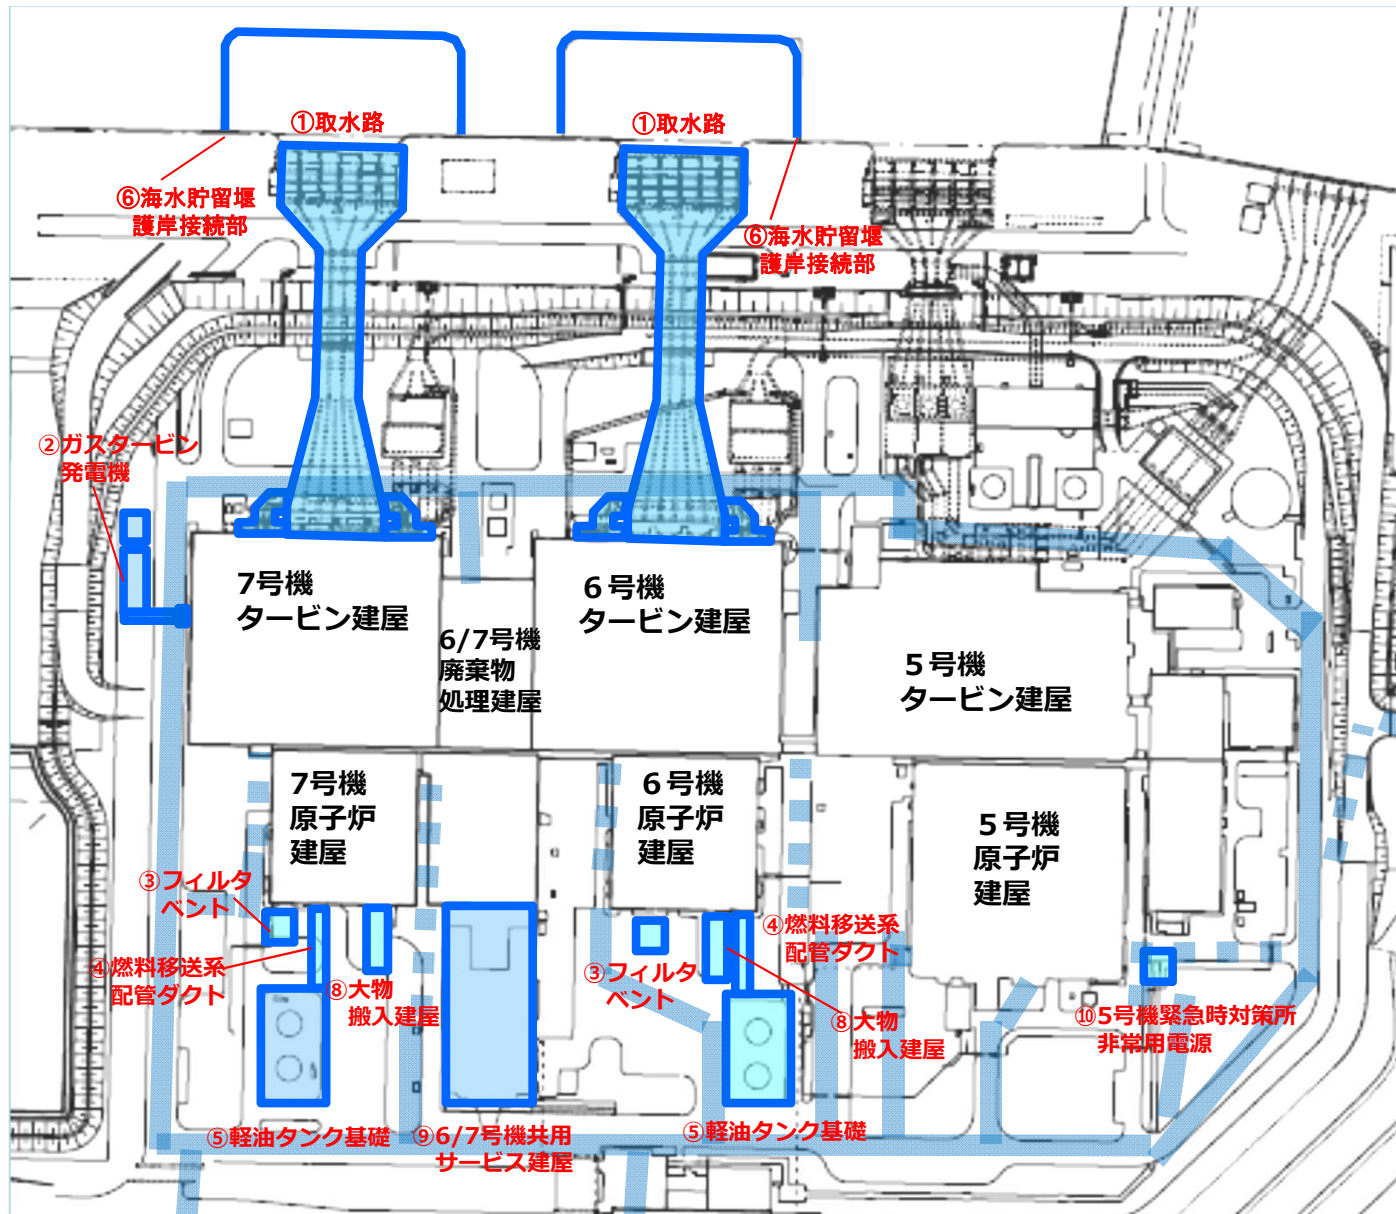 ①取水路
①取水路
⑥海水貯留堰
護岸接続部
⑥海水貯留堰
護岸接続部
②ガスタービン
発電機
7号機
タービン建屋
6号機
タービン建屋
6/7号機
廃棄物
処理建屋
5号機
タービン建屋
7号機
原子炉
建屋
6号機
原子炉
建屋
5号機
原子炉
建屋
③フィルタ
ベント
④燃料移送系
配管ダクト
⑧大物
搬入建屋
③フィルタ
ベント
④燃料移送系
配管ダクト
⑧大物
搬入建屋
⑩5号機緊急時対策所
非常用電源
⑤軽油タンク基礎
⑨6/7号機共用
サービス建屋
⑤軽油タンク基礎